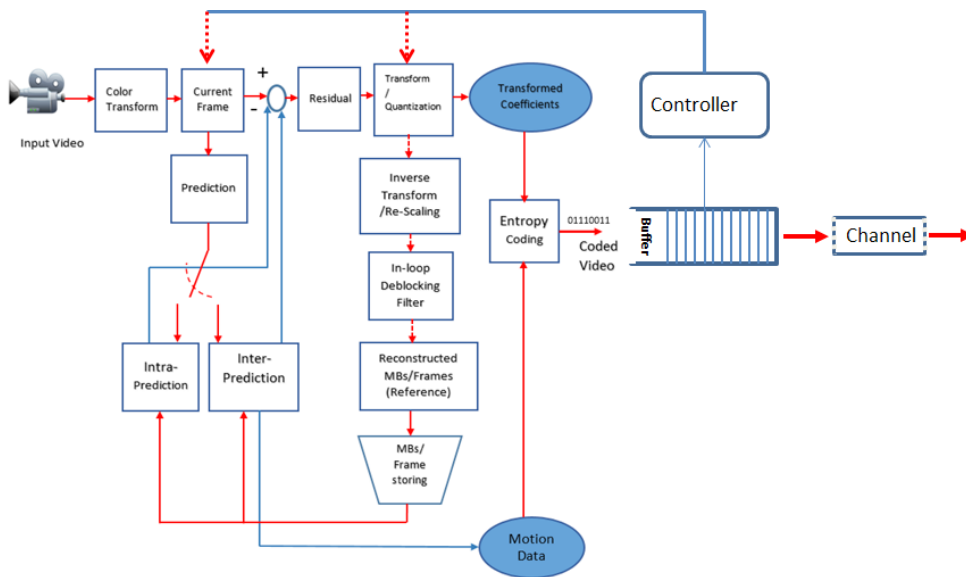 Input Video
Color
Transform
Current
Frame
+
-
Residual
Transform
/
Quantization
Transformed
Coefficients
Controller
Prediction
Inverse
Transform
/Re-Scaling
Entropy
Coding
01110011
Coded
Video
Buffer
Channel
In-loop
Deblocking
Filter
Intra-
Prediction
Inter-
Prediction
Reconstructed
MBs/Frames
(Reference)
MBs/
Frame
storing
Motion
Data